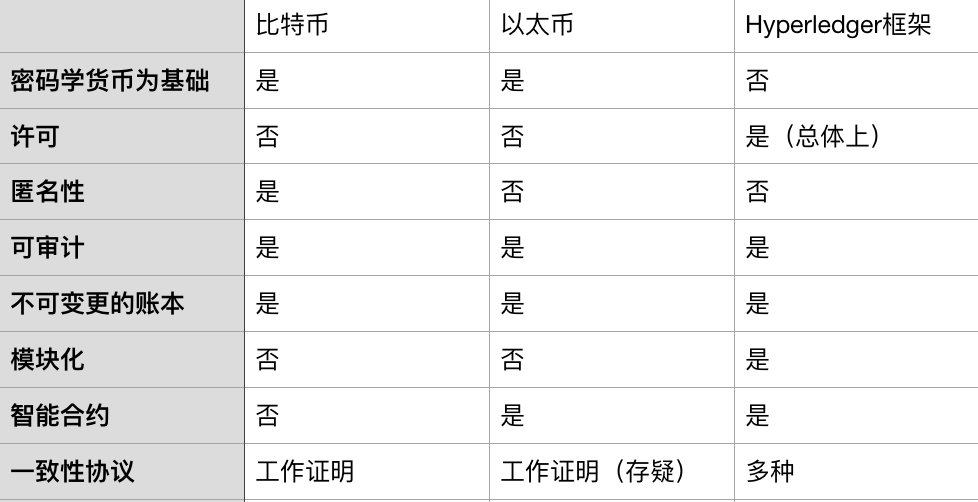 比特币 以太币 Hyperledger框架
密码学货币为基础 是 是 否
许可 否 否 是（总体上）
匿名性 是 否 否
可审计 是 是 是
不可变更的账本 是 是 是
模块化 否 否 是
智能合约 否 是 是
一致性协议 工作证明 工作证明（存疑） 多种